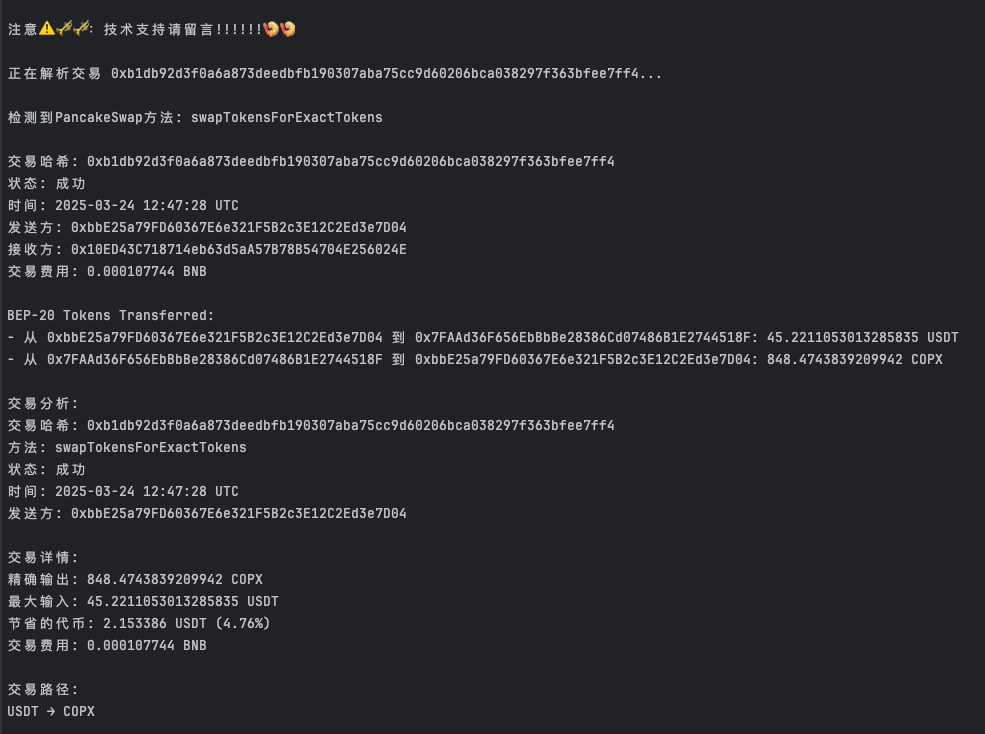 注意⚠️🎋🎋: 技术支持请留言!!!!!!🍤🍤
正在解析交易 0xb1db92d3f0a6a873deedbfb190307aba75cc9d60206bca038297f363bfee7ff4...
检测到PancakeSwap方法: swapTokensForExactTokens
交易哈希: 0xb1db92d3f0a6a873deedbfb190307aba75cc9d60206bca038297f363bfee7ff4
状态: 成功
时间: 2025-03-24 12:47:28 UTC
发送方: 0xbbE25a79FD60367E6e321F5B2c3E12C2Ed3e7D04
接收方: 0x10ED43C718714eb63d5aA57B78B54704E256024E
交易费用: 0.000107744 BNB
BEP-20 Tokens Transferred:
- 从 0xbbE25a79FD60367E6e321F5B2c3E12C2Ed3e7D04 到 0x7FAAd36F656EbBbBe28386Cd07486B1E2744518F: 45.2211053013285835 USDT
- 从 0x7FAAd36F656EbBbBe28386Cd07486B1E2744518F 到 0xbbE25a79FD60367E6e321F5B2c3E12C2Ed3e7D04: 848.4743839209942 COPX
交易分析:
交易哈希: 0xb1db92d3f0a6a873deedbfb190307aba75cc9d60206bca038297f363bfee7ff4
方法: swapTokensForExactTokens
状态: 成功
时间: 2025-03-24 12:47:28 UTC
发送方: 0xbbE25a79FD60367E6e321F5B2c3E12C2Ed3e7D04
交易详情:
精确输出: 848.4743839209942 COPX
最大输入: 45.2211053013285835 USDT
节省的代币: 2.153386 USDT (4.76%)
交易费用: 0.000107744 BNB
交易路径:
USDT → COPX